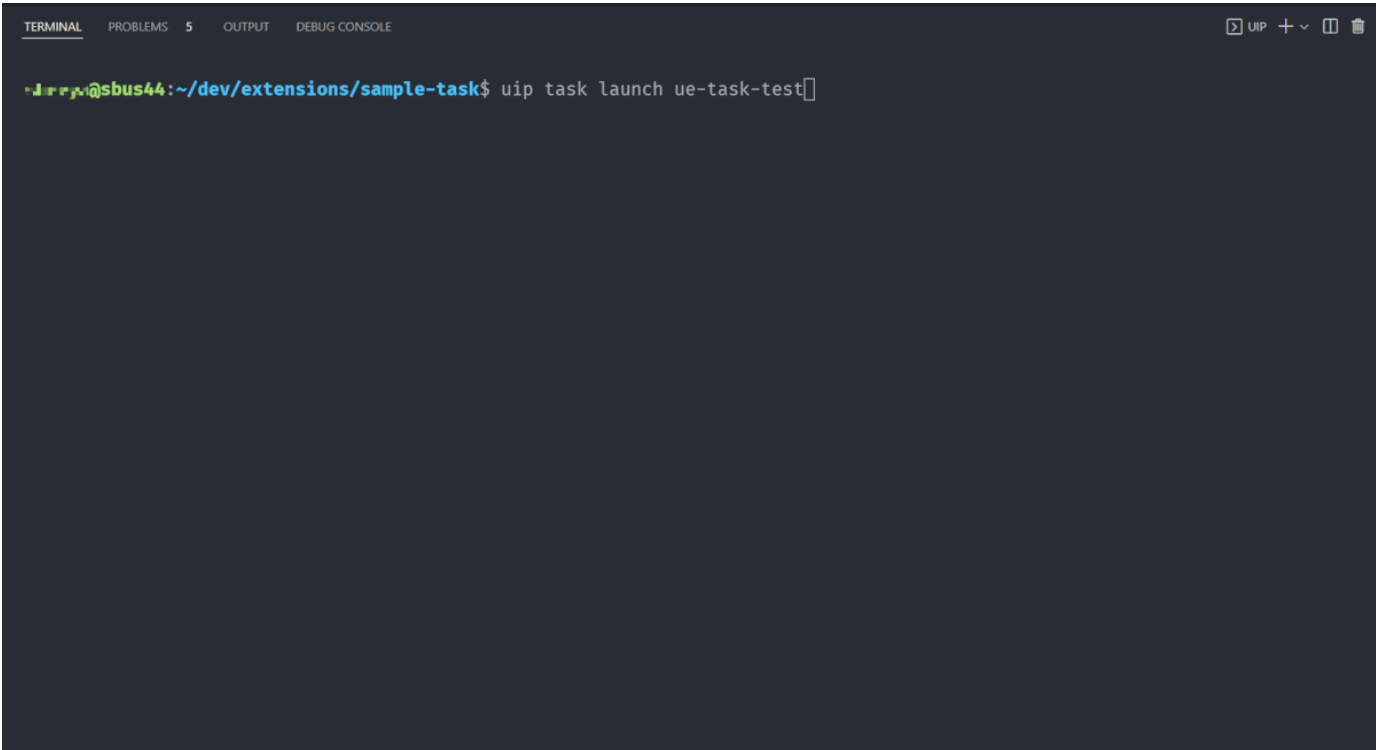 TERMINAL PROBLEMS 5 OUTPUT DEBUG CONSOLE UIP
@sbus44:~/dev/extensions/sample-task$ uip task launch ue-task-test